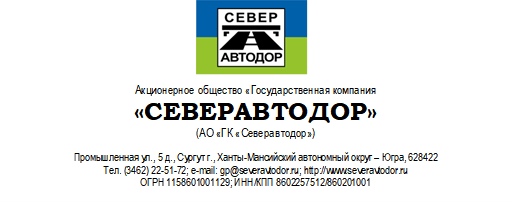 СЕВЕР
АВТОДОР
Акционерное общество «Государственная компания
«СЕВЕРАВТОДОР»
(АО «ГК «Северавтодор»)
Промышленная ул., 5 д., Сургут г., Ханты-Мансийский автономный округ – Югра, 628422
Тел. (3462) 22-51-72; e-mail: gp@severavtodor.ru; http://www.severavtodor.ru
ОГРН 1158601001129; ИНН/КПП 8602257512/860201001